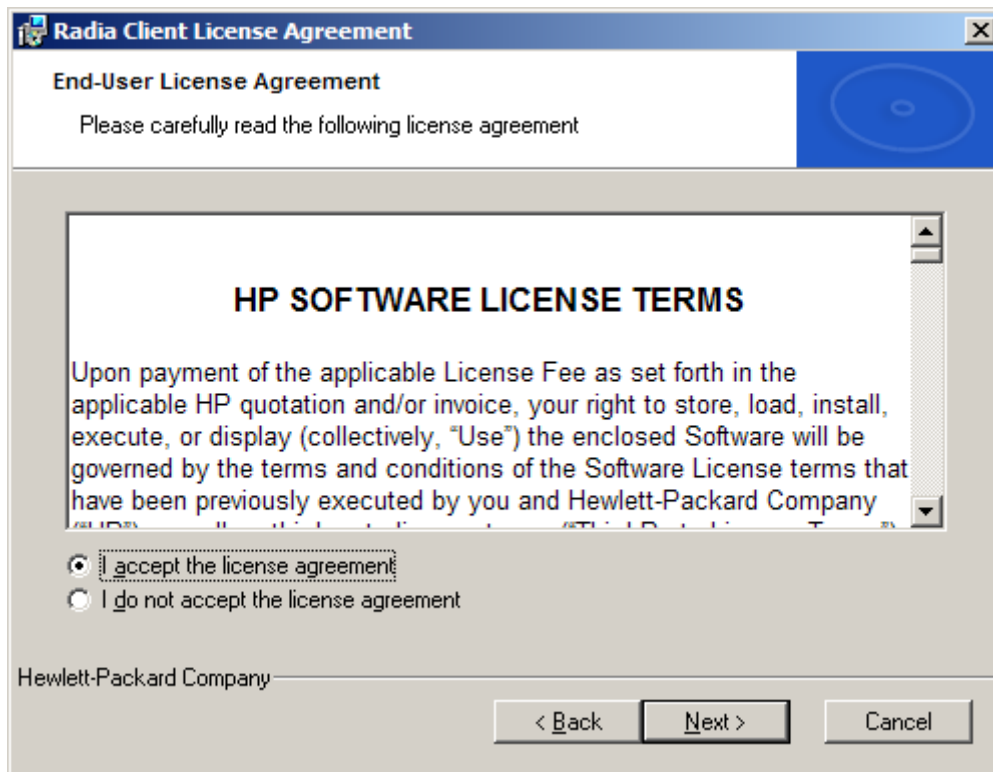 Radia Client License Agreement
End-User License Agreement
Please carefully read the following license agreement
HP SOFTWARE LICENSE TERMS
Upon payment of the applicable License Fee as set forth in the
applicable HP quotation and/or invoice, your right to store, load, install,
execute, or display (collectively, “Use”) the enclosed Software will be
governed by the terms and conditions of the Software License terms that
have been previously executed by you and Hewlett-Packard Company
I accept the license agreement
I do not accept the license agreement
Hewlett-Packard Company
< Back
Next >
Cancel